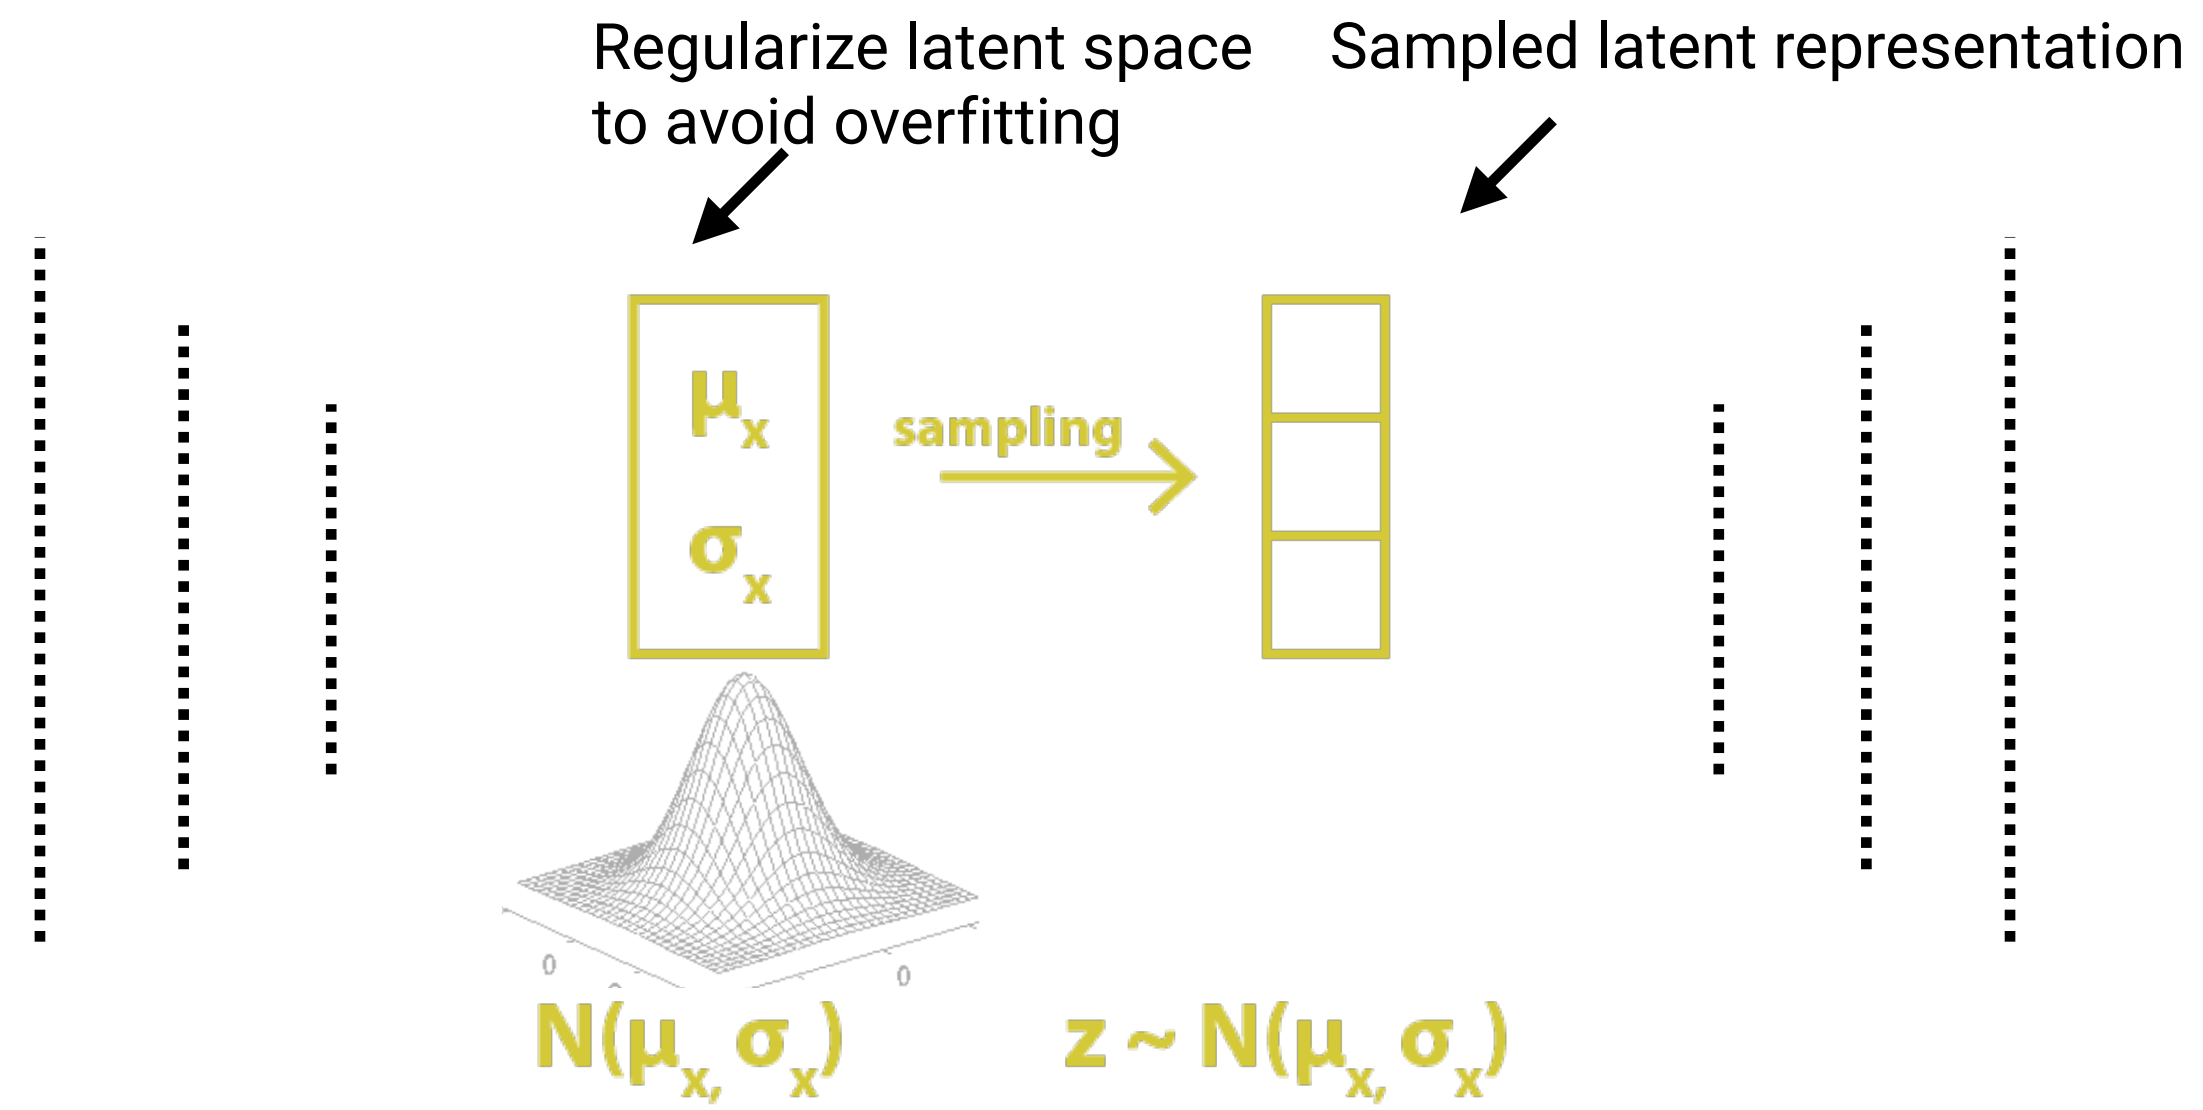 Regularize latent space
to avoid overfitting
Sampled latent representation
μx
σx
sampling
0
0
N(μx, σx)
z ~ N(μx, σx)